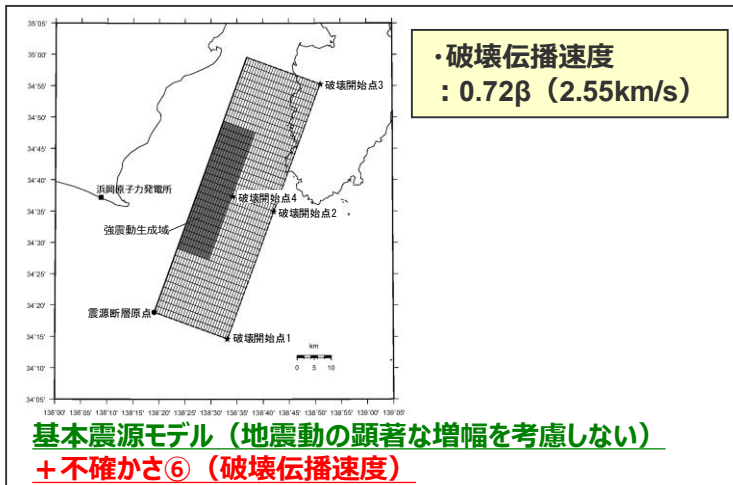 35˚05'
35˚00'
34˚55'
34˚50'
34˚45'
34˚40'
34˚35'
34˚30'
34˚25'
34˚20'
34˚15'
34˚10'
34˚05'
138˚00' 138˚05' 138˚10' 138˚15' 138˚20' 138˚25' 138˚30' 138˚35' 138˚40' 138˚45' 138˚50' 138˚55' 139˚00' 139˚05'
破壊開始点3
浜岡原子力発電所
破壊開始点4
破壊開始点2
強震動生成域
震源断層原点
破壊開始点1
km
0 5 10
・破壊伝播速度
:0.72β(2.55km/s)
基本震源モデル(地震動の顕著な増幅を考慮しない)
+不確かさ⑥(破壊伝播速度)